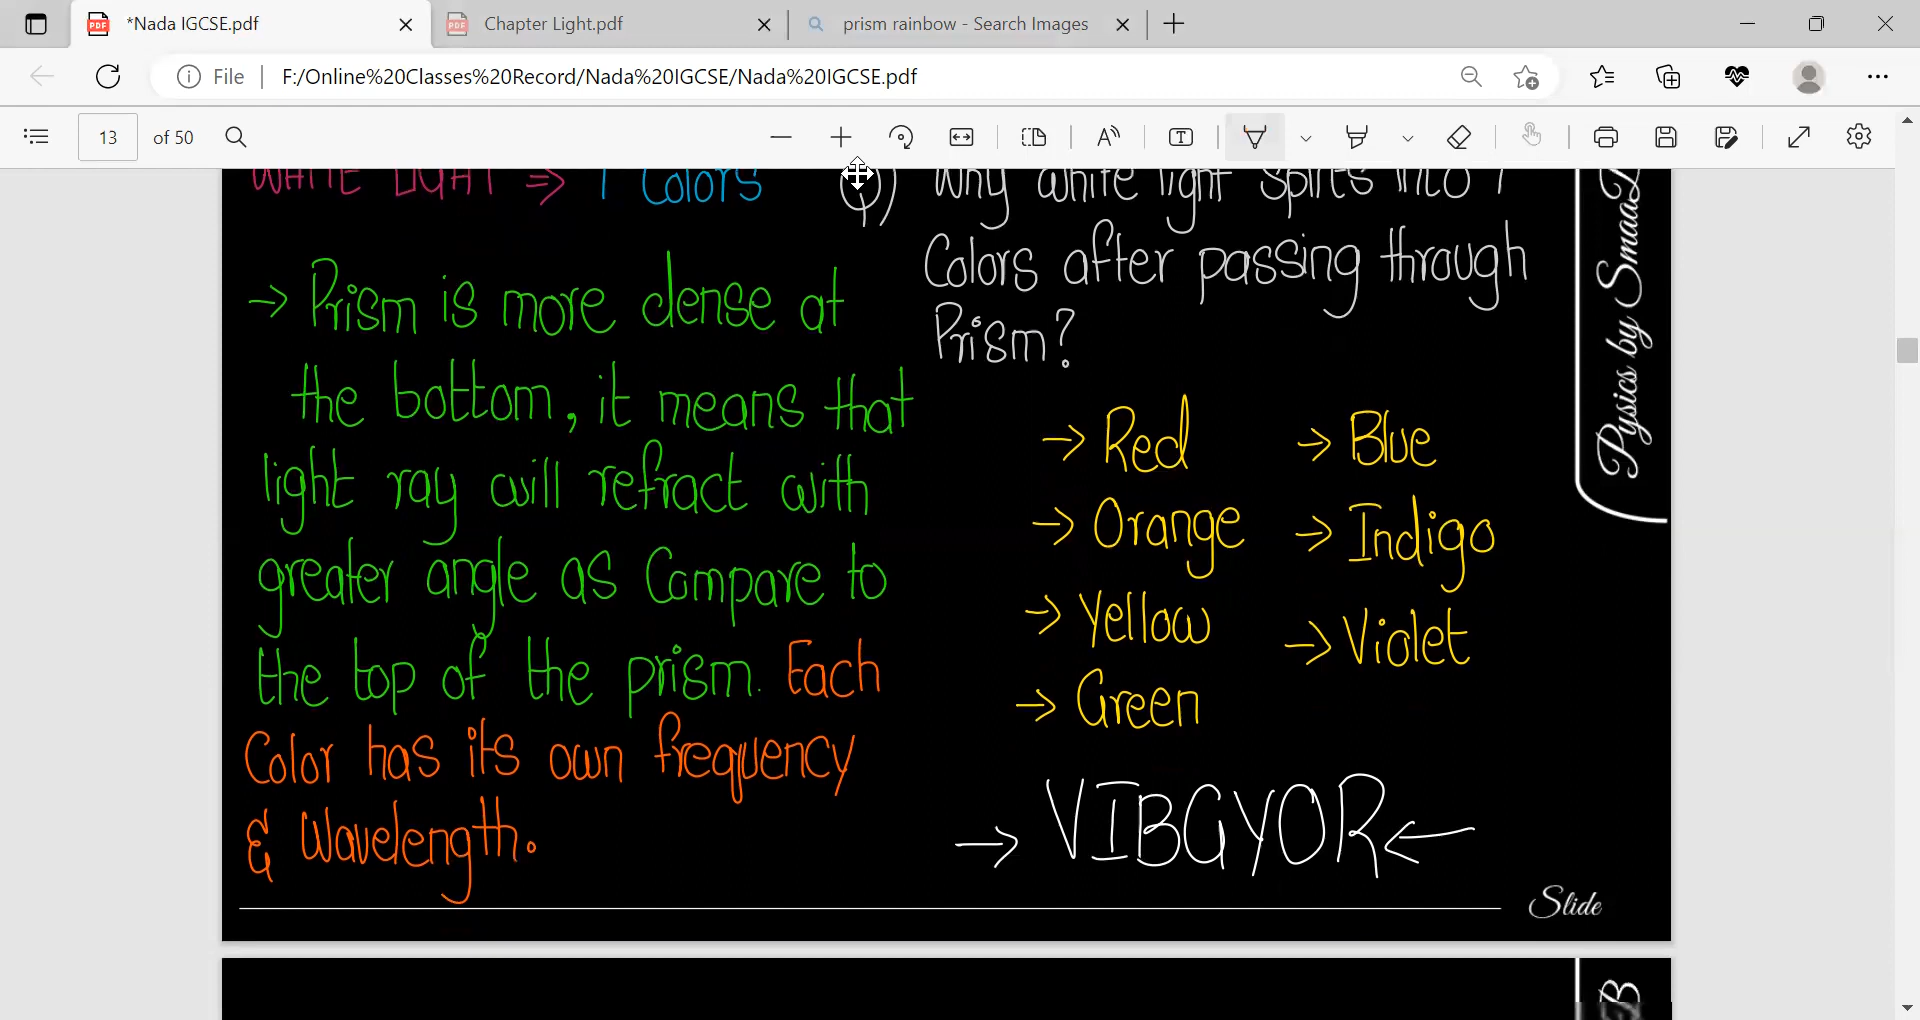 *Nada IGCSE.pdf
Chapter Light.pdf
prism rainbow - Search Images
File
F:/Online%20Classes%20Record/Nada%20IGCSE/Nada%20IGCSE.pdf
13 of 50
WHITE LIGHT => 7 Colors
→ Prism is more dense at
the bottom, it means that
light ray will refract with
greater angle as Compare to
the top of the prism. Each
Color has its own frequency
& Wavelength.
Q) Why white light splits into 7
Colors after passing through
Prism?
→ Red
→ Orange
→ Yellow
→ Green
→ Blue
→ Indigo
→ Violet
→ VIBGYOR ←
Pysics by Smaa
Slide
B